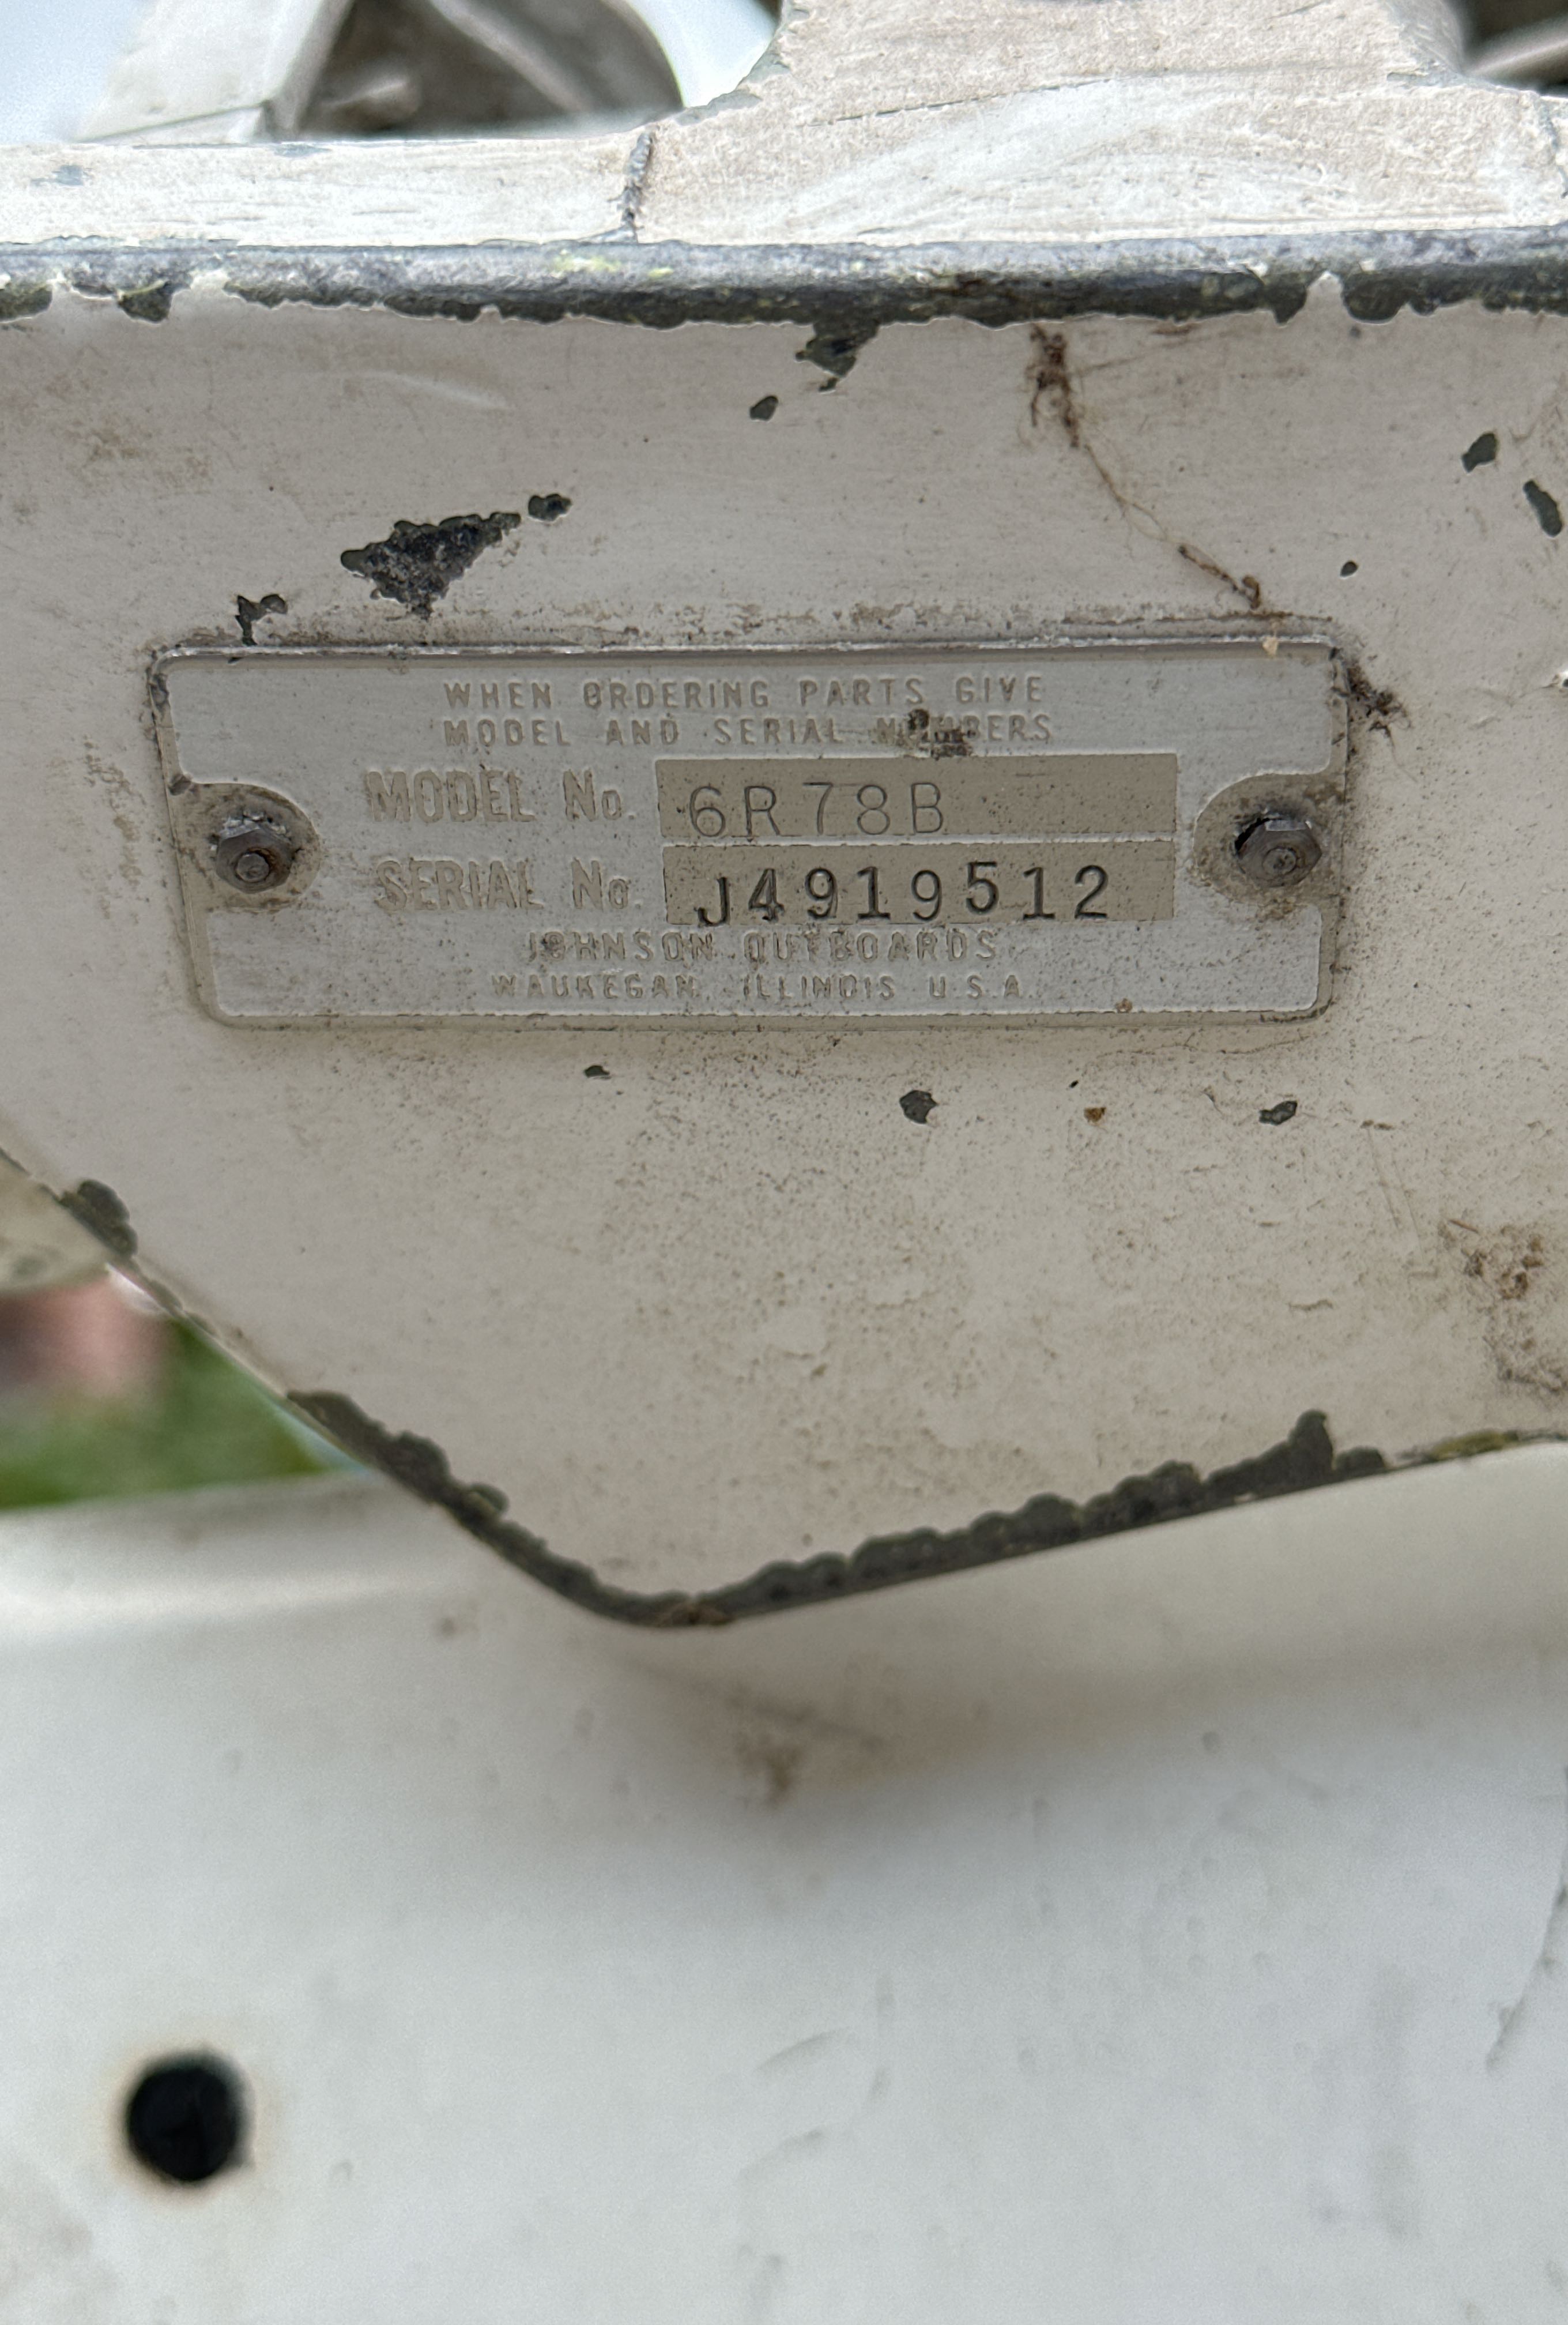 WHEN ORDERING PARTS GIVE
MODEL AND SERIAL NUMBERS
MODEL No. 6R78B
SERIAL No. J4919512
JOHNSON OUTBOARDS
WAUKEGAN, ILLINOIS U.S.A.